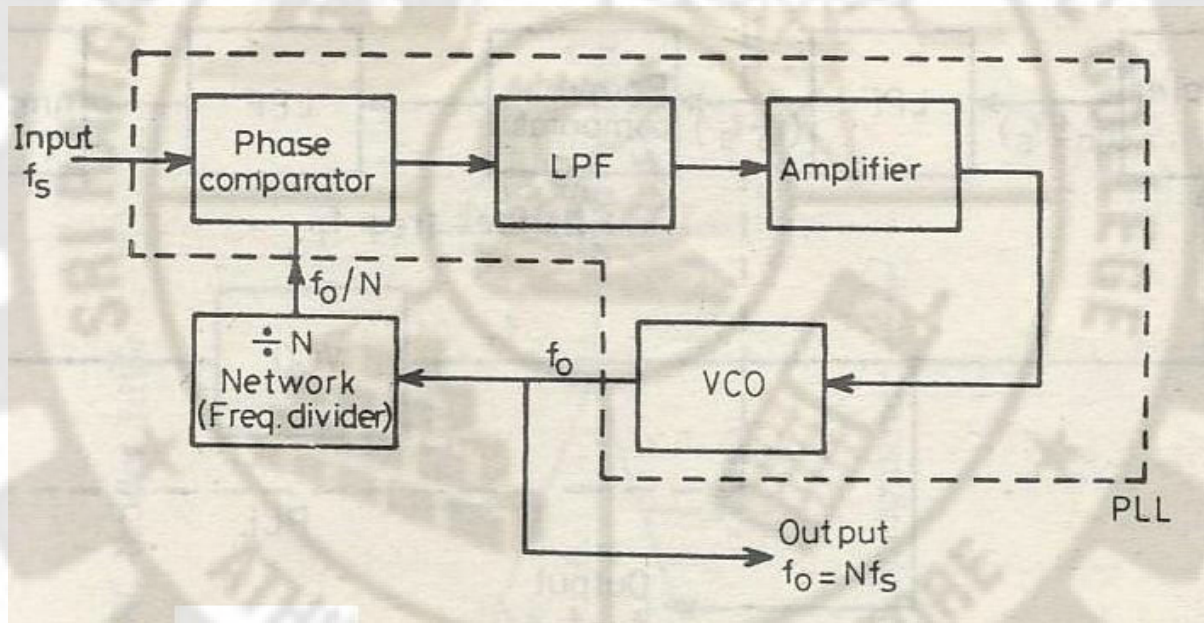 Input
fs
Phase
comparator
LPF
Amplifier
fo/N
÷ N
Network
(Freq. divider)
fo
VCO
PLL
Output
fo = Nfs